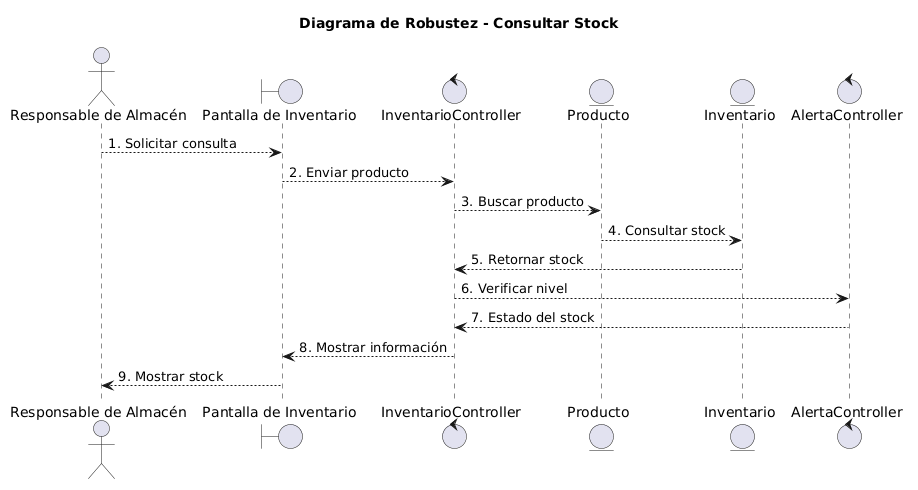 Diagrama de Robustez - Consultar Stock
Responsable de Almacén
Pantalla de Inventario
InventarioController
Producto
Inventario
AlertaController
1. Solicitar consulta
2. Enviar producto
3. Buscar producto
4. Consultar stock
5. Retornar stock
6. Verificar nivel
7. Estado del stock
8. Mostrar información
9. Mostrar stock
Responsable de Almacén
Pantalla de Inventario
InventarioController
Producto
Inventario
AlertaController